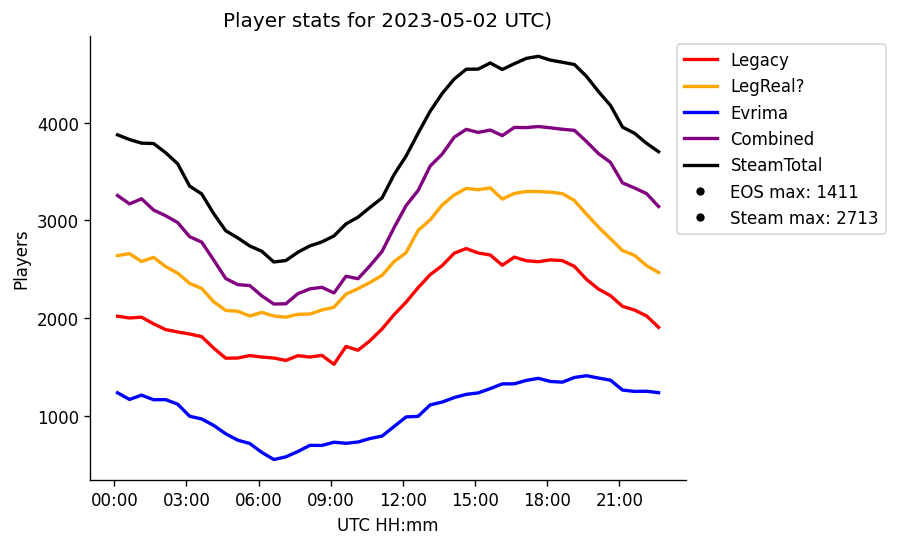 Player stats for 2023-05-02 UTC)
Legacy
LegReal?
Evrima
Combined
SteamTotal
EOS max: 1411
Steam max: 2713
Players
4000
3000
2000
1000
00:00 03:00 06:00 09:00 12:00 15:00 18:00 21:00
UTC HH:mm